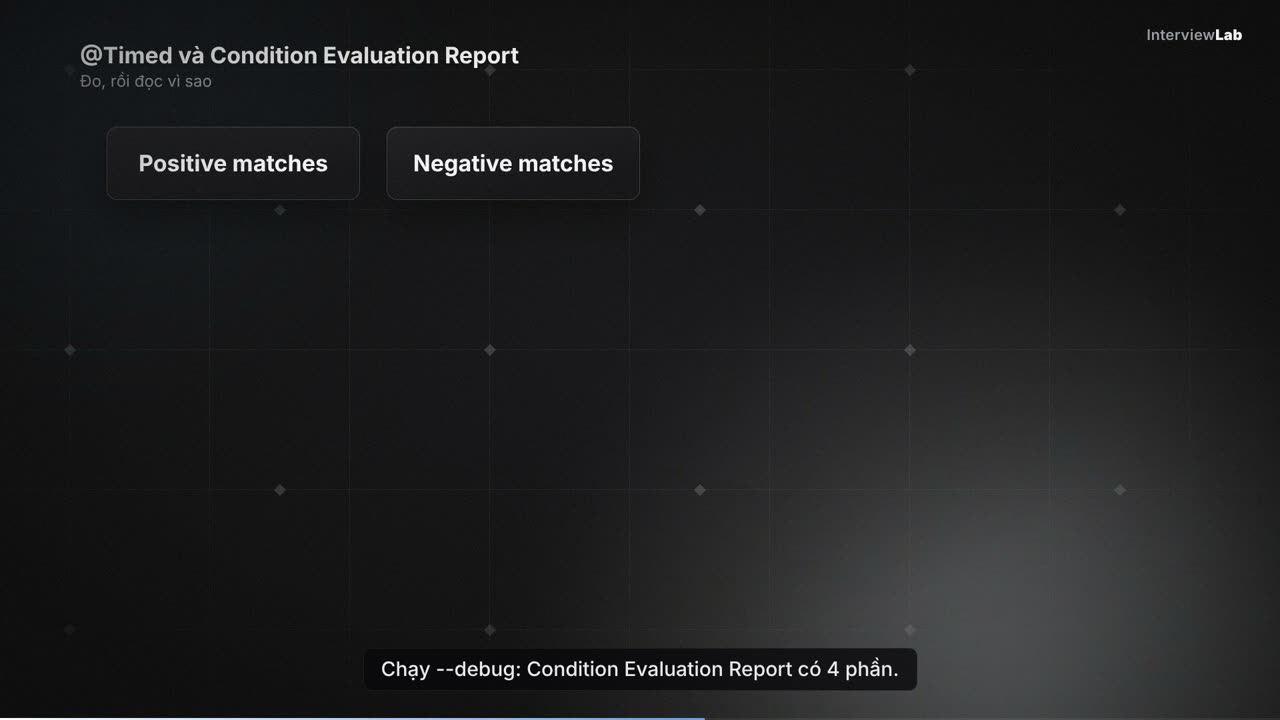 @Timed và Condition Evaluation Report
InterviewLab
Đo, rồi đọc vì sao
Positive matches
Negative matches
Chạy --debug: Condition Evaluation Report có 4 phần.